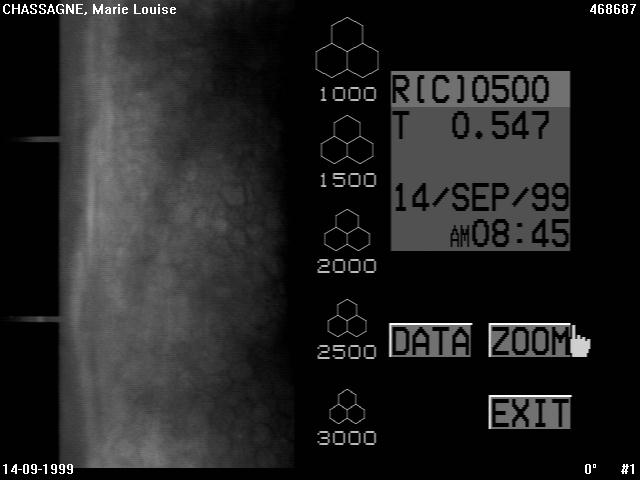 CHASSAGNE, Marie Louise
468687
1000
1500
2000
2500
3000
R[C]0500
T 0.547
14/SEP/99
AM08:45
DATA
ZOOM
EXIT
14-09-1999
0°
#1